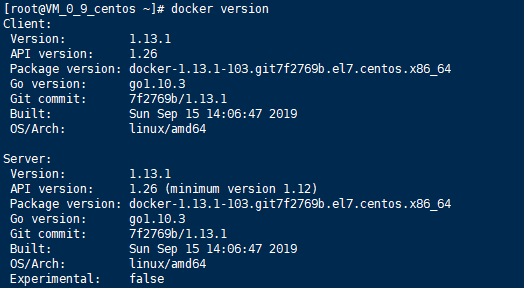 [root@VM_0_9_centos ~]# docker version
Client:
 Version:         1.13.1
 API version:     1.26
 Package version: docker-1.13.1-103.git7f2769b.el7.centos.x86_64
 Go version:      go1.10.3
 Git commit:      7f2769b/1.13.1
 Built:           Sun Sep 15 14:06:47 2019
 OS/Arch:         linux/amd64

Server:
 Version:         1.13.1
 API version:     1.26 (minimum version 1.12)
 Package version: docker-1.13.1-103.git7f2769b.el7.centos.x86_64
 Go version:      go1.10.3
 Git commit:      7f2769b/1.13.1
 Built:           Sun Sep 15 14:06:47 2019
 OS/Arch:         linux/amd64
 Experimental:    false